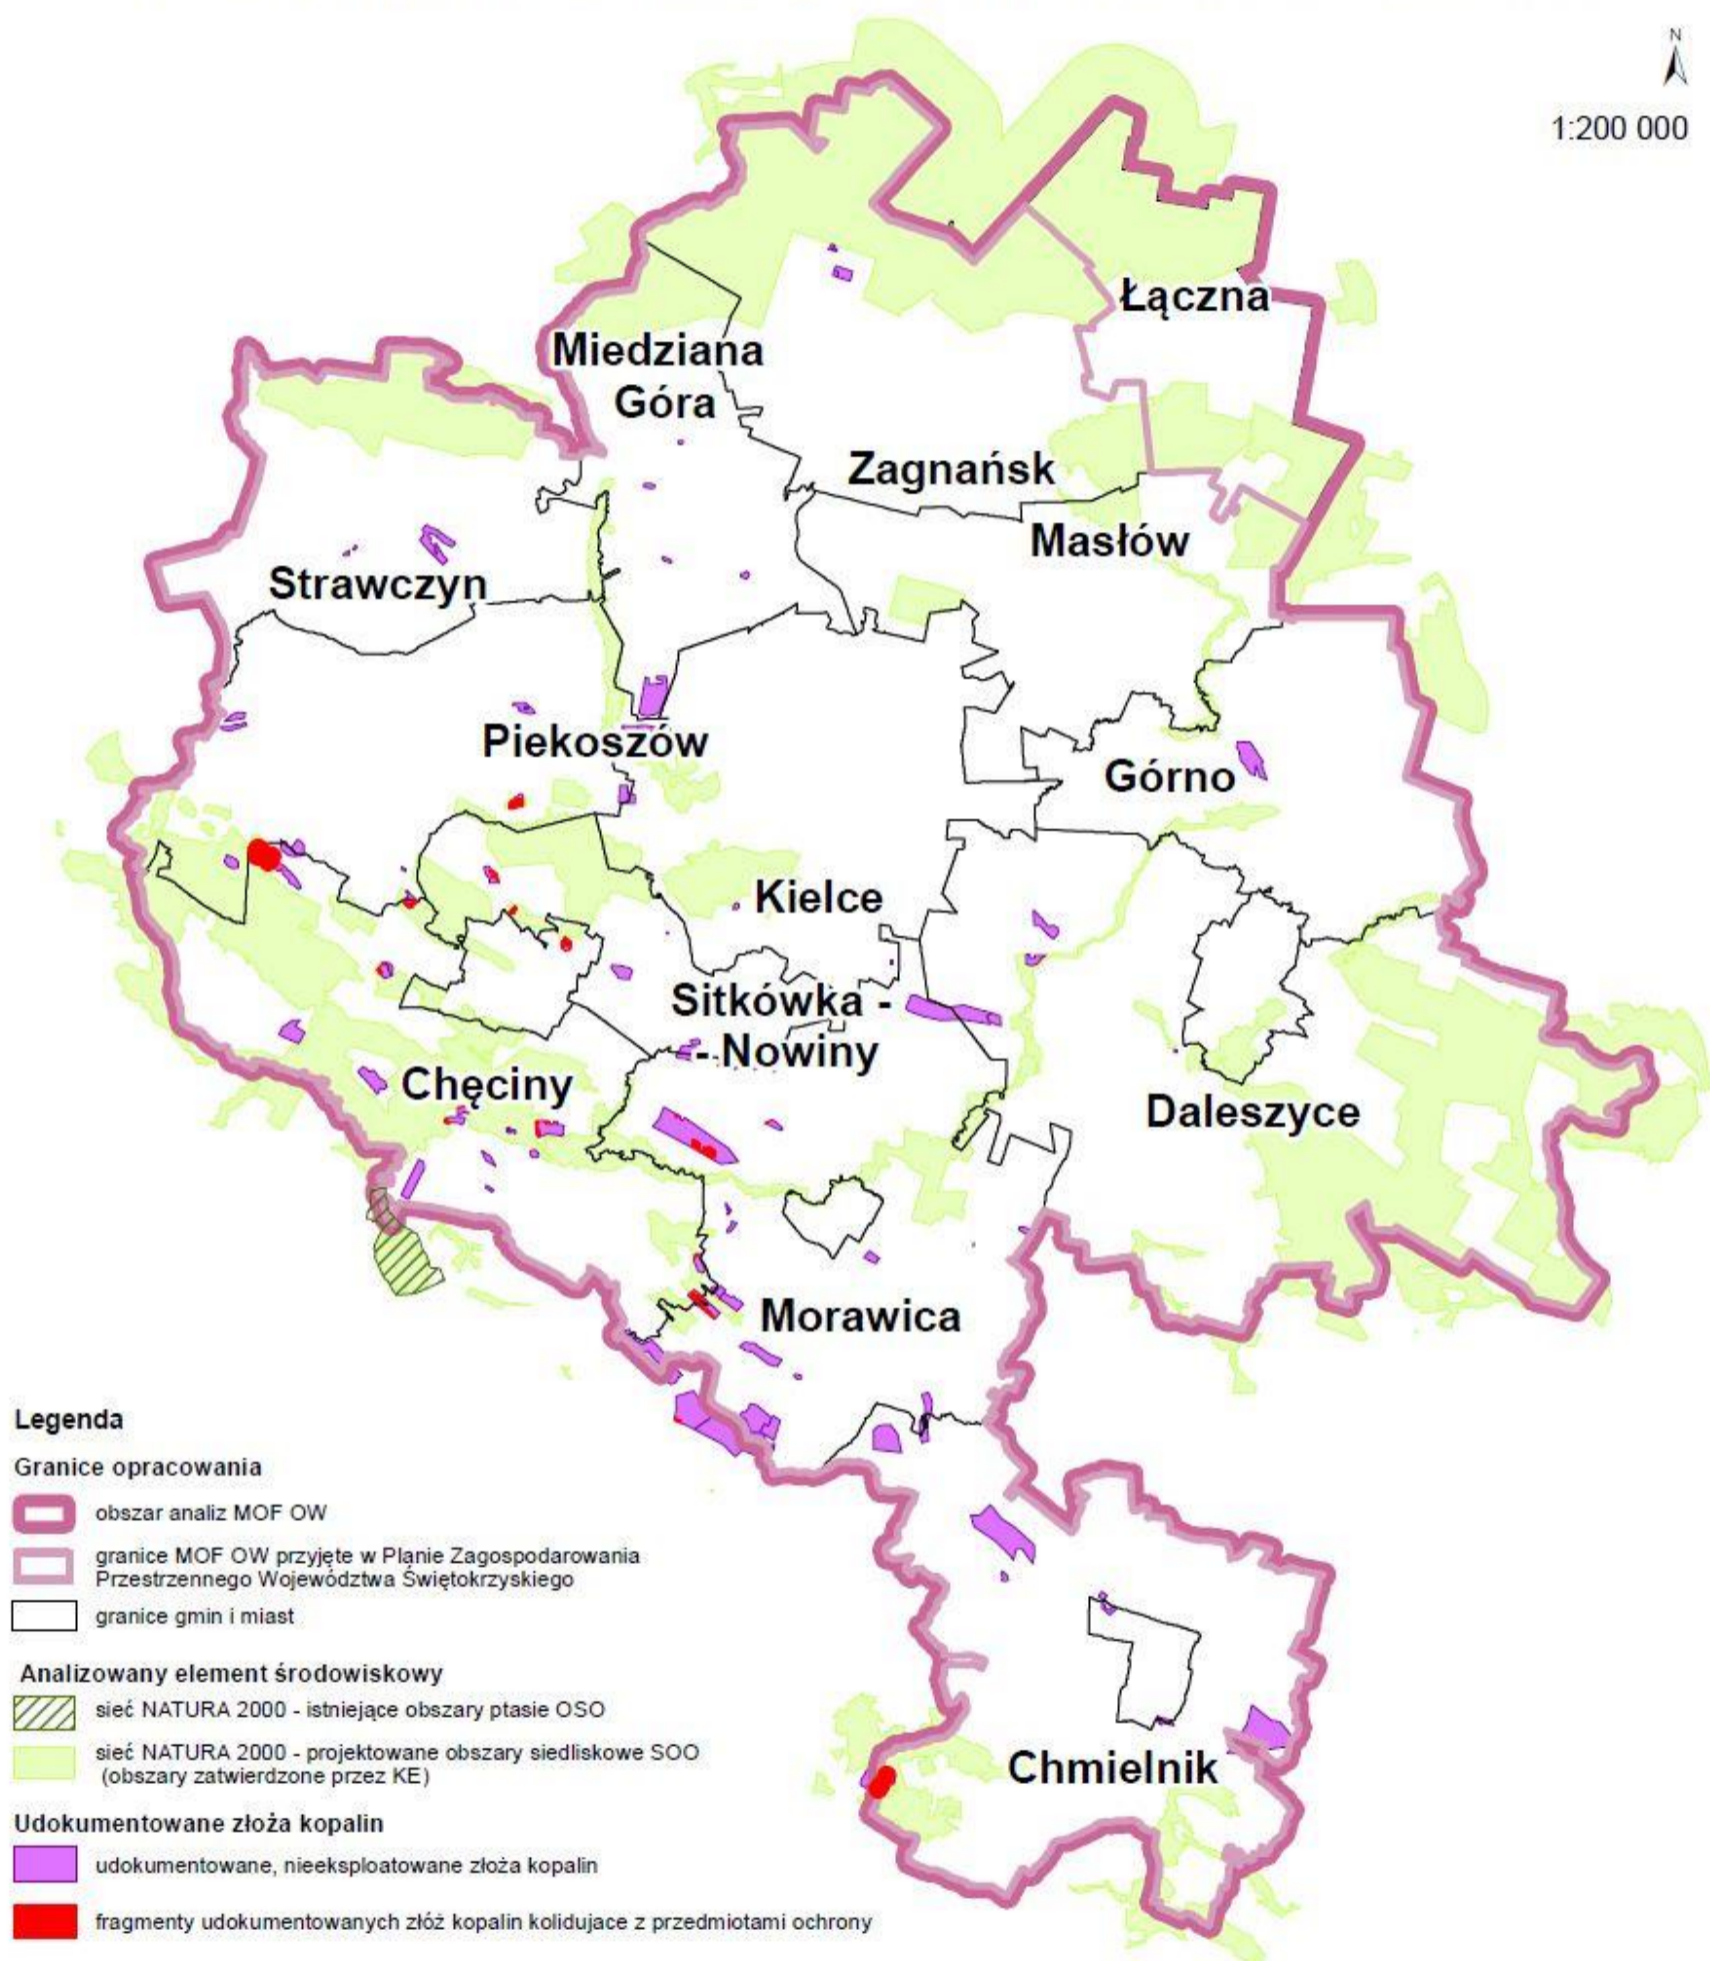 N
1:200 000
Łączna
Miedziana
Góra
Zagnańsk
Masłów
Strawczyn
Piekoszów
Górno
Kielce
Sitkówka -
- Nowiny
Chęciny
Daleszyce
Morawica
Chmielnik
Legenda
Granice opracowania
obszar analiz MOF OW
granice MOF OW przyjęte w Planie Zagospodarowania
Przestrzennego Województwa Świętokrzyskiego
granice gmin i miast
Analizowany element środowiskowy
sieć NATURA 2000 - istniejące obszary ptasie OSO
sieć NATURA 2000 - projektowane obszary siedliskowe SOO
(obszary zatwierdzone przez KE)
Udokumentowane złoża kopalin
udokumentowane, nieeksploatowane złoża kopalin
fragmenty udokumentowanych złóż kopalin kolidujace z przedmiotami ochrony